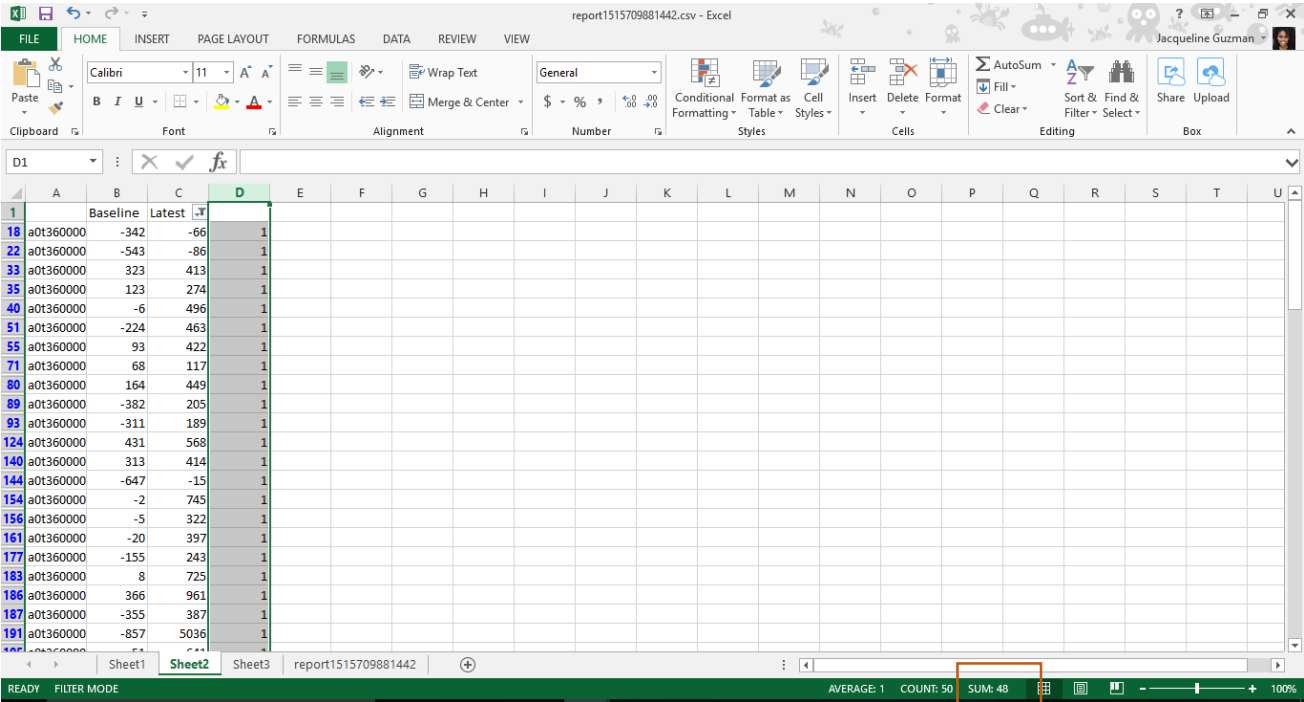 report1515709881442.csv - Excel
FILE HOME INSERT PAGE LAYOUT FORMULAS DATA REVIEW VIEW Jacqueline Guzman
Paste Calibri 11 Wrap Text General Conditional Formatting Format as Table Cell Styles Insert Delete Format AutoSum Fill Clear Sort & Filter Find & Select Share Upload
B I U Merge & Center $ % ,
Clipboard Font Alignment Number Styles Cells Editing Box
D1 fx
A B C D E F G H I J K L M N O P Q R S T U
1 Baseline Latest
18 a0t360000 -342 -66 1
22 a0t360000 -543 -86 1
33 a0t360000 323 413 1
35 a0t360000 123 274 1
40 a0t360000 -6 496 1
51 a0t360000 -224 463 1
55 a0t360000 93 422 1
71 a0t360000 68 117 1
80 a0t360000 164 449 1
89 a0t360000 -382 205 1
93 a0t360000 -311 189 1
124 a0t360000 431 568 1
140 a0t360000 313 414 1
144 a0t360000 -647 -15 1
154 a0t360000 -2 745 1
156 a0t360000 -5 322 1
161 a0t360000 -20 397 1
177 a0t360000 -155 243 1
183 a0t360000 8 725 1
186 a0t360000 366 961 1
187 a0t360000 -355 387 1
191 a0t360000 -857 5036 1
Sheet1 Sheet2 Sheet3 report1515709881442
READY FILTER MODE AVERAGE: 1 COUNT: 50 SUM: 48 100%